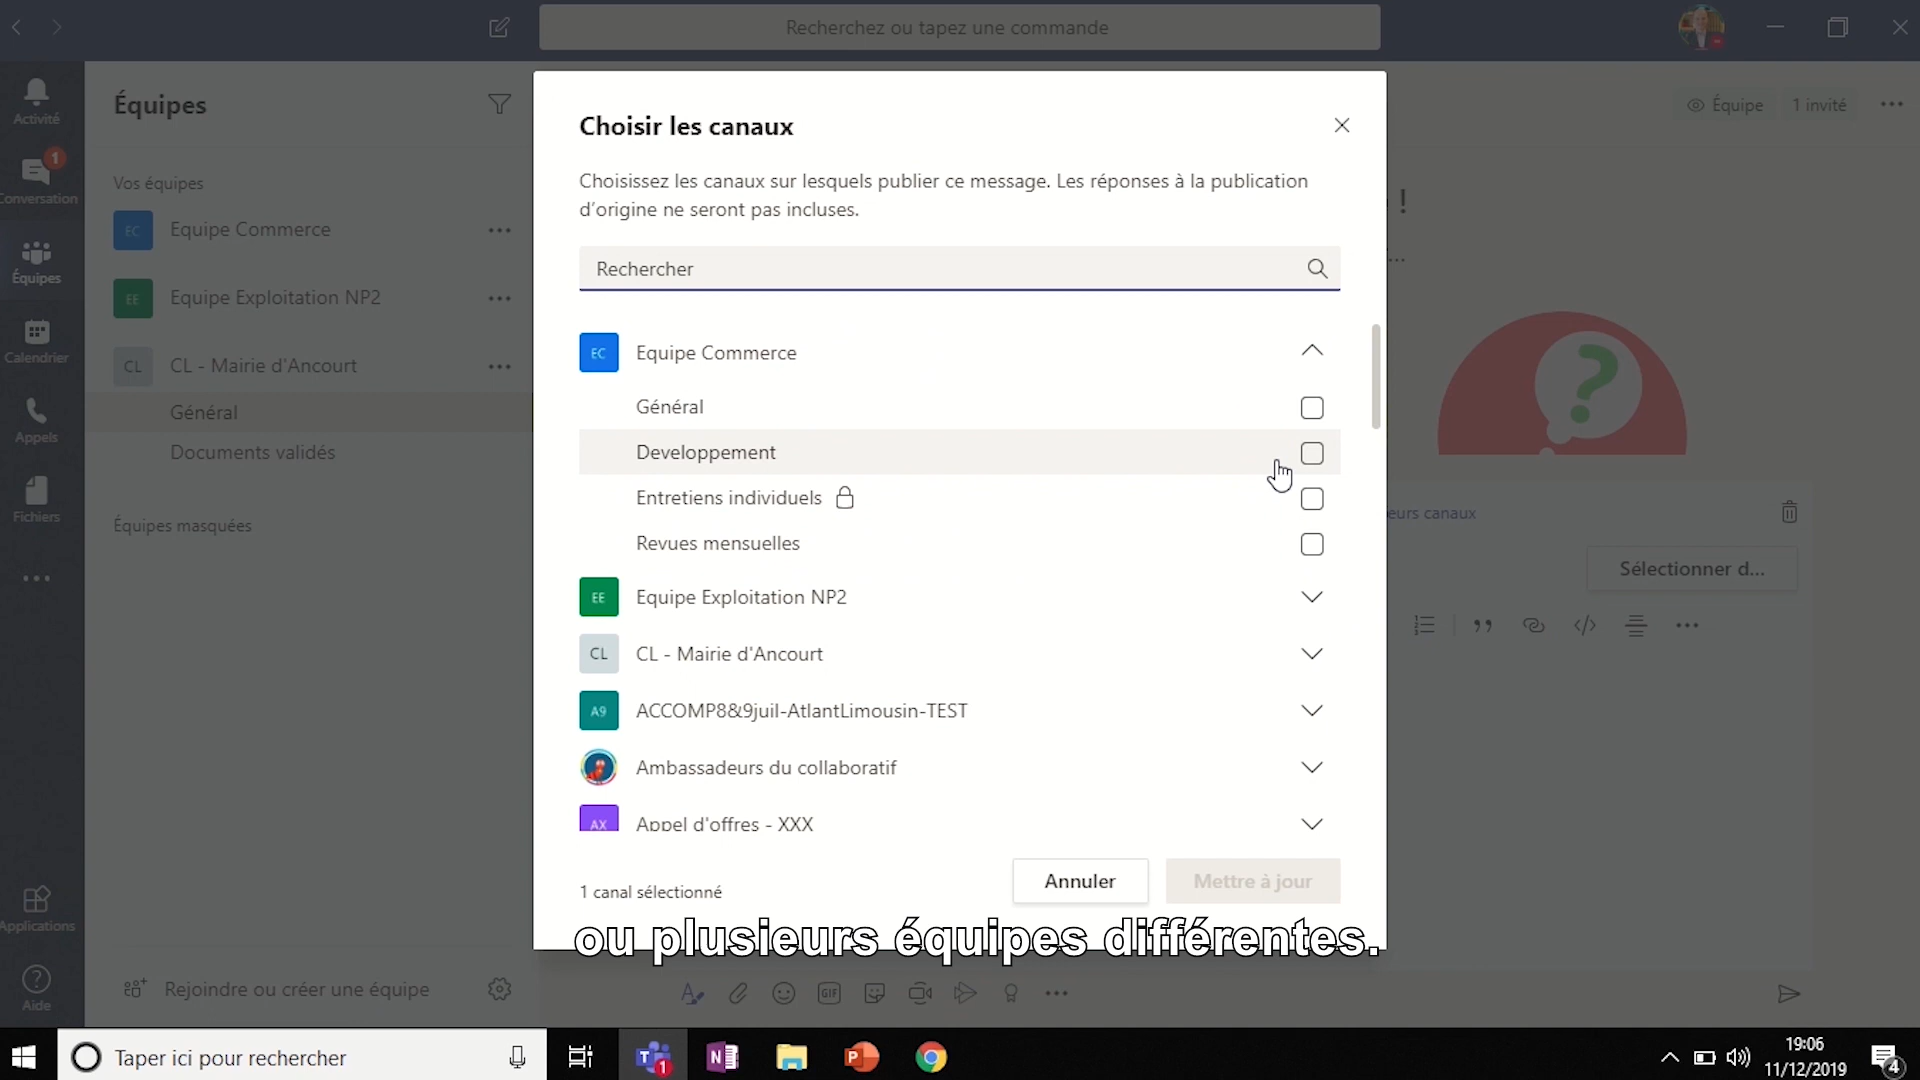 Recherchez ou tapez une commande
Activité
1
Conversation
Équipes
Calendrier
Appels
Fichiers
Applications
Aide
Équipes
Vos équipes
EC Equipe Commerce
EE Equipe Exploitation NP2
CL CL - Mairie d'Ancourt
Général
Documents validés
Équipes masquées
Rejoindre ou créer une équipe
Équipe 1 invité
!
...
eurs canaux
Sélectionner d...
Choisir les canaux
Choisissez les canaux sur lesquels publier ce message. Les réponses à la publication
d'origine ne seront pas incluses.
Rechercher
EC Equipe Commerce
Général
Developpement
Entretiens individuels
Revues mensuelles
EE Equipe Exploitation NP2
CL CL - Mairie d'Ancourt
A9 ACCOMP8&9juil-AtlantLimousin-TEST
Ambassadeurs du collaboratif
AX Appel d'offres - XXX
1 canal sélectionné
Annuler
Mettre à jour
ou plusieurs équipes différentes.
GIF
Taper ici pour rechercher
19:06
11/12/2019
4